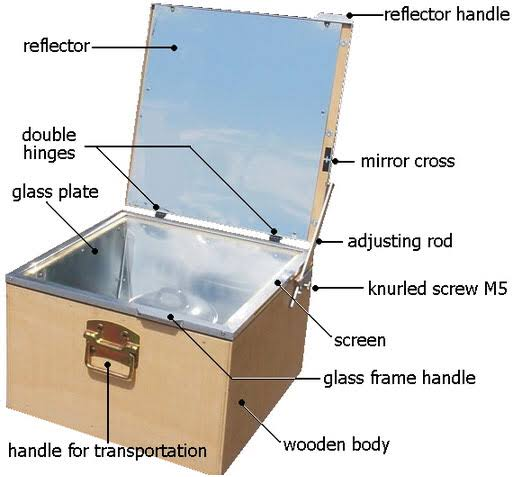 reflector handle
reflector
double
hinges
mirror cross
glass plate
adjusting rod
knurled screw M5
screen
glass frame handle
wooden body
handle for transportation